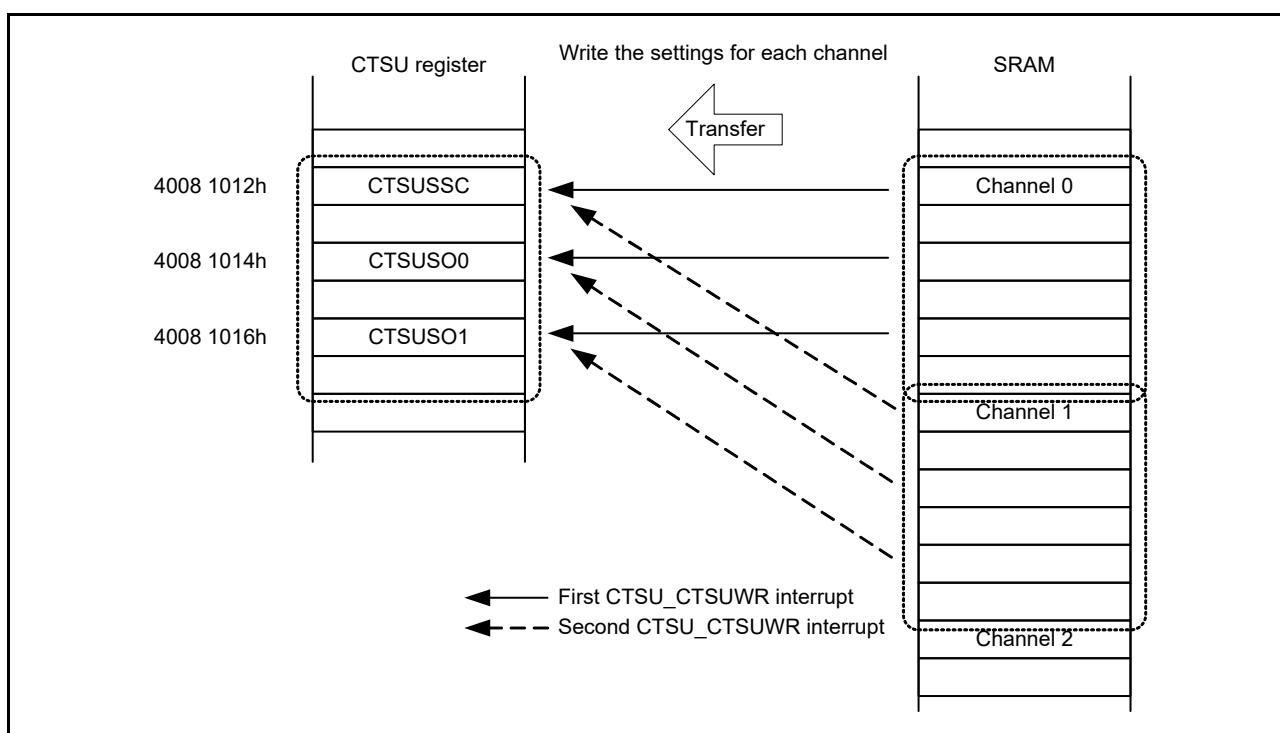 Write the settings for each channel
CTSU register
SRAM
Transfer
4008 1012h
CTSUSSC
Channel 0
4008 1014h
CTSUSO0
4008 1016h
CTSUSO1
Channel 1
First CTSU_CTSUWR interrupt
Second CTSU_CTSUWR interrupt
Channel 2